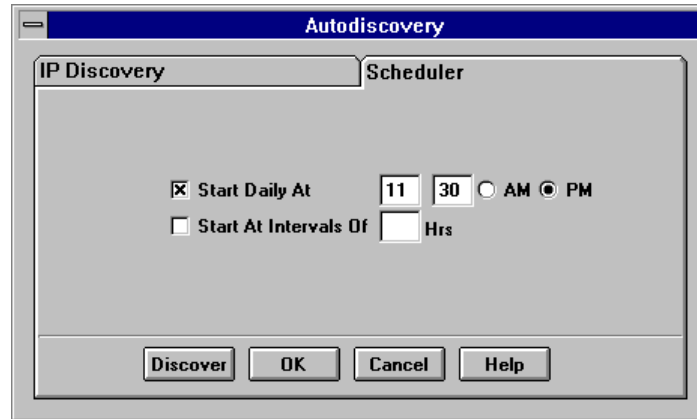 Autodiscovery
IP Discovery
Scheduler
Start Daily At 11 30 AM PM
Start At Intervals Of Hrs
Discover OK Cancel Help